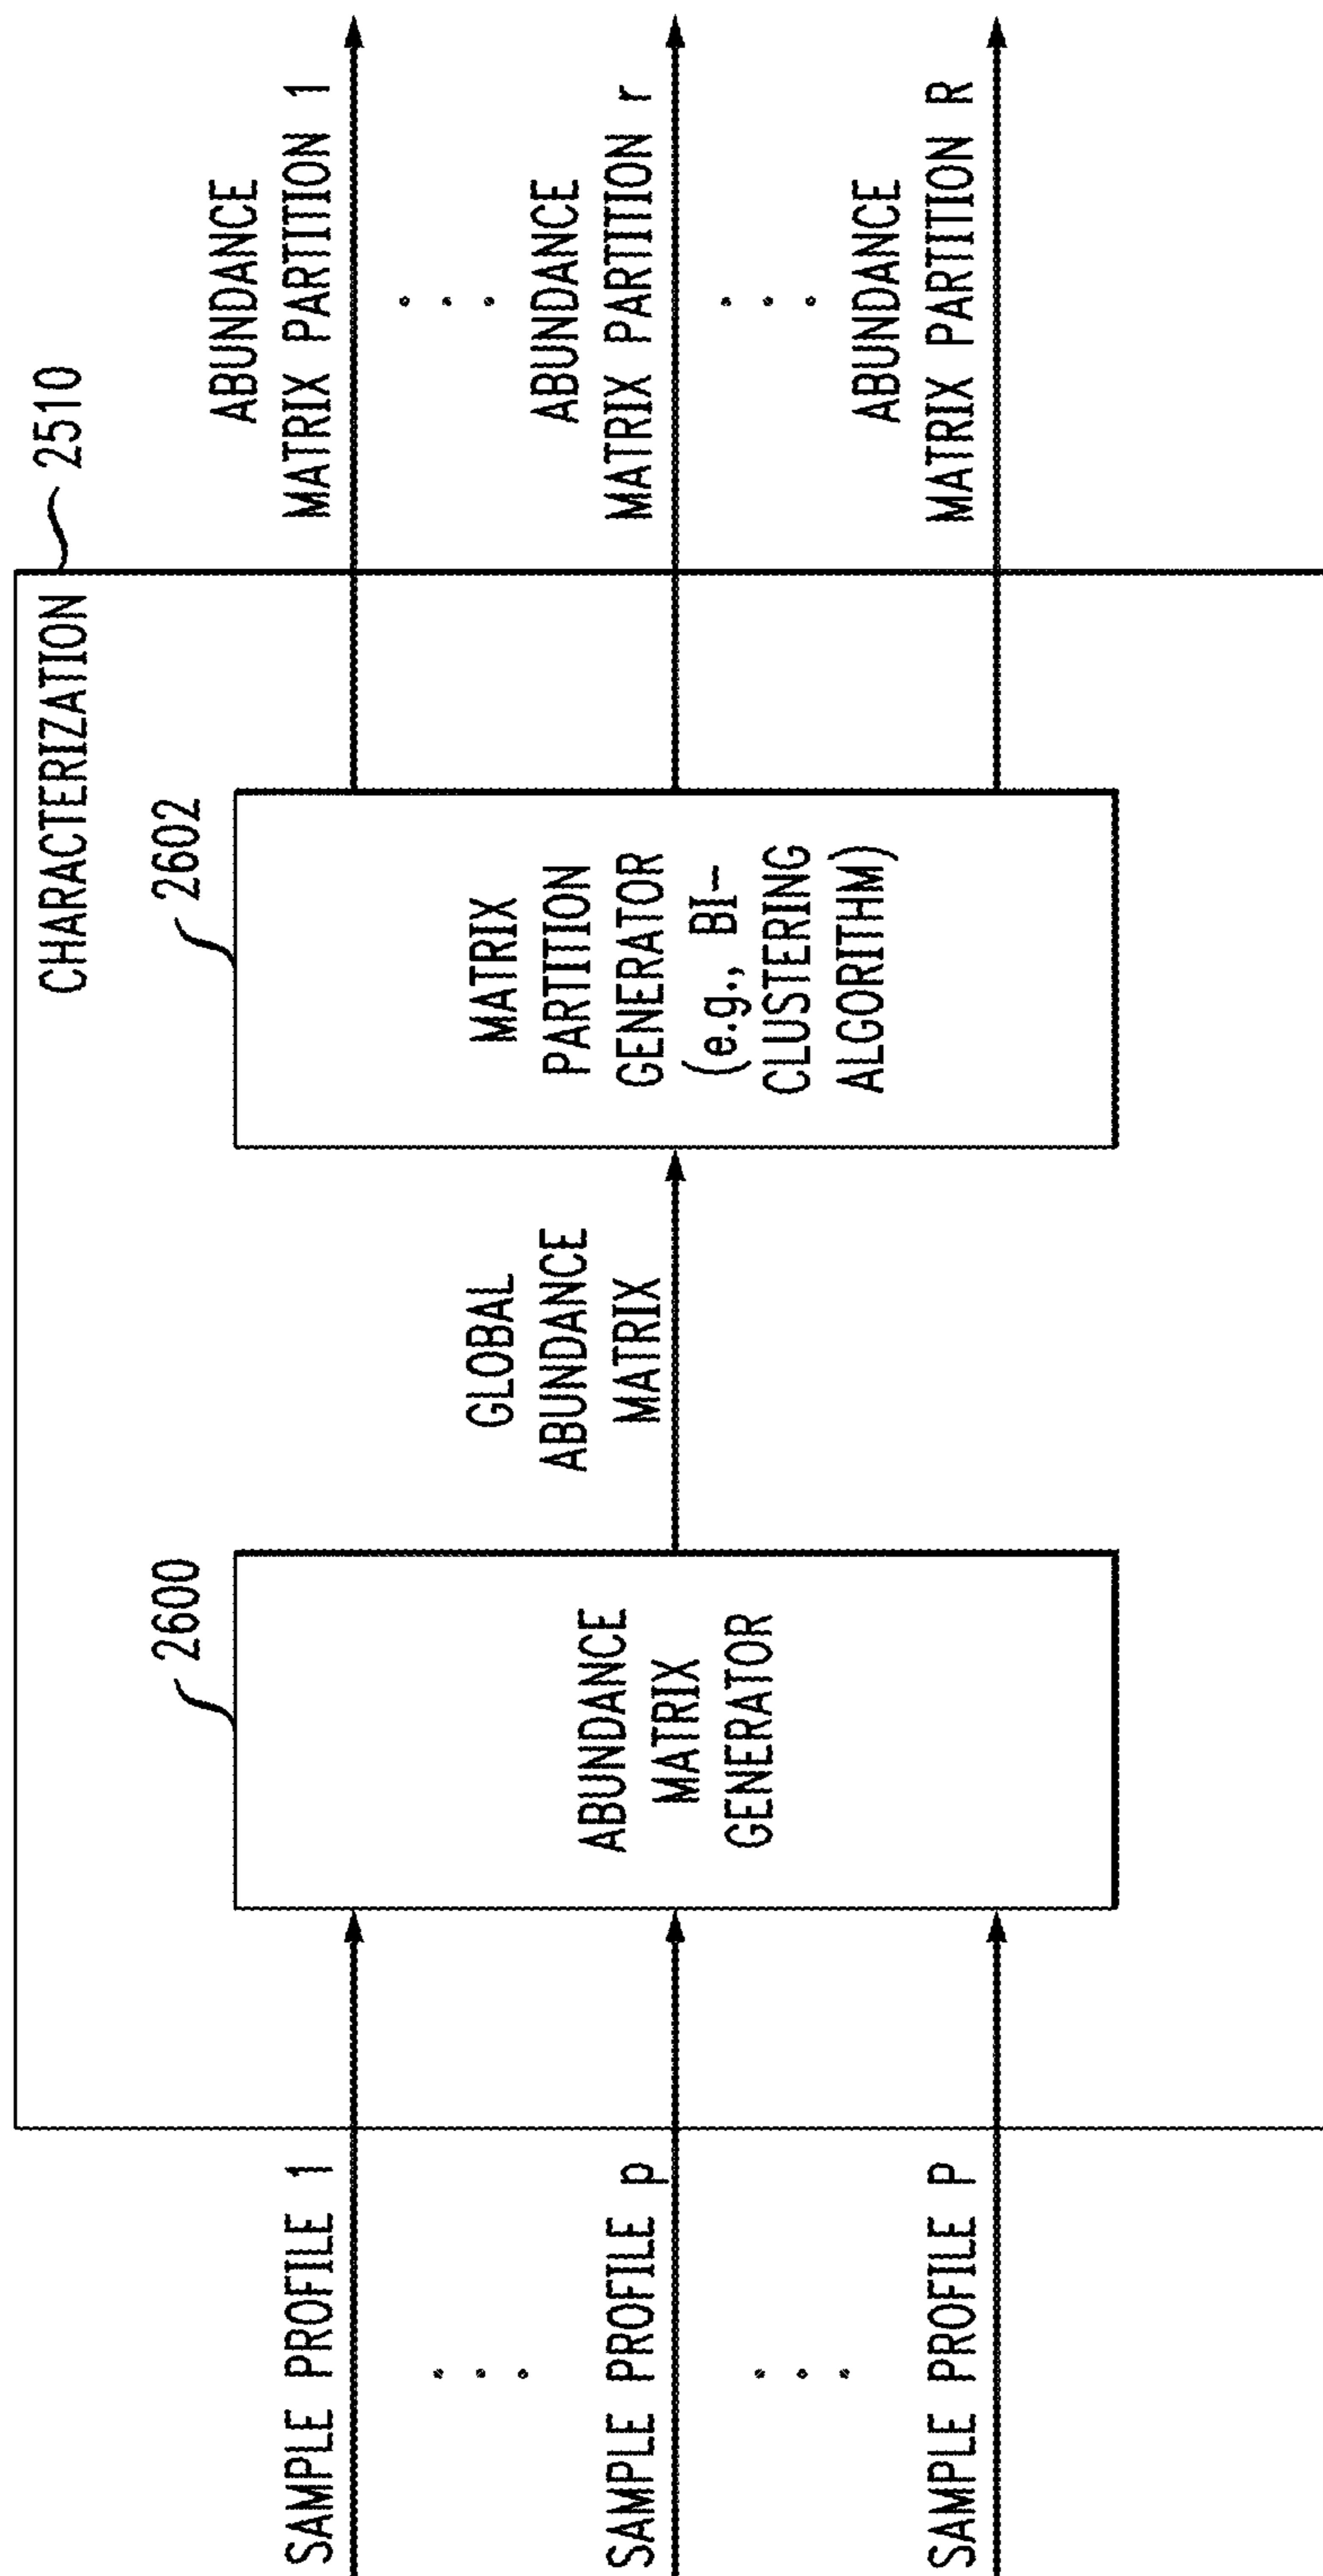 CHARACTERIZATION
2510
SAMPLE PROFILE 1
. . .
SAMPLE PROFILE p
. . .
SAMPLE PROFILE P
2600
ABUNDANCE
MATRIX
GENERATOR
GLOBAL
ABUNDANCE
MATRIX
2602
MATRIX
PARTITION
GENERATOR
(e.g., BI-
CLUSTERING
ALGORITHM)
ABUNDANCE
MATRIX PARTITION 1
. . .
ABUNDANCE
MATRIX PARTITION r
. . .
ABUNDANCE
MATRIX PARTITION R